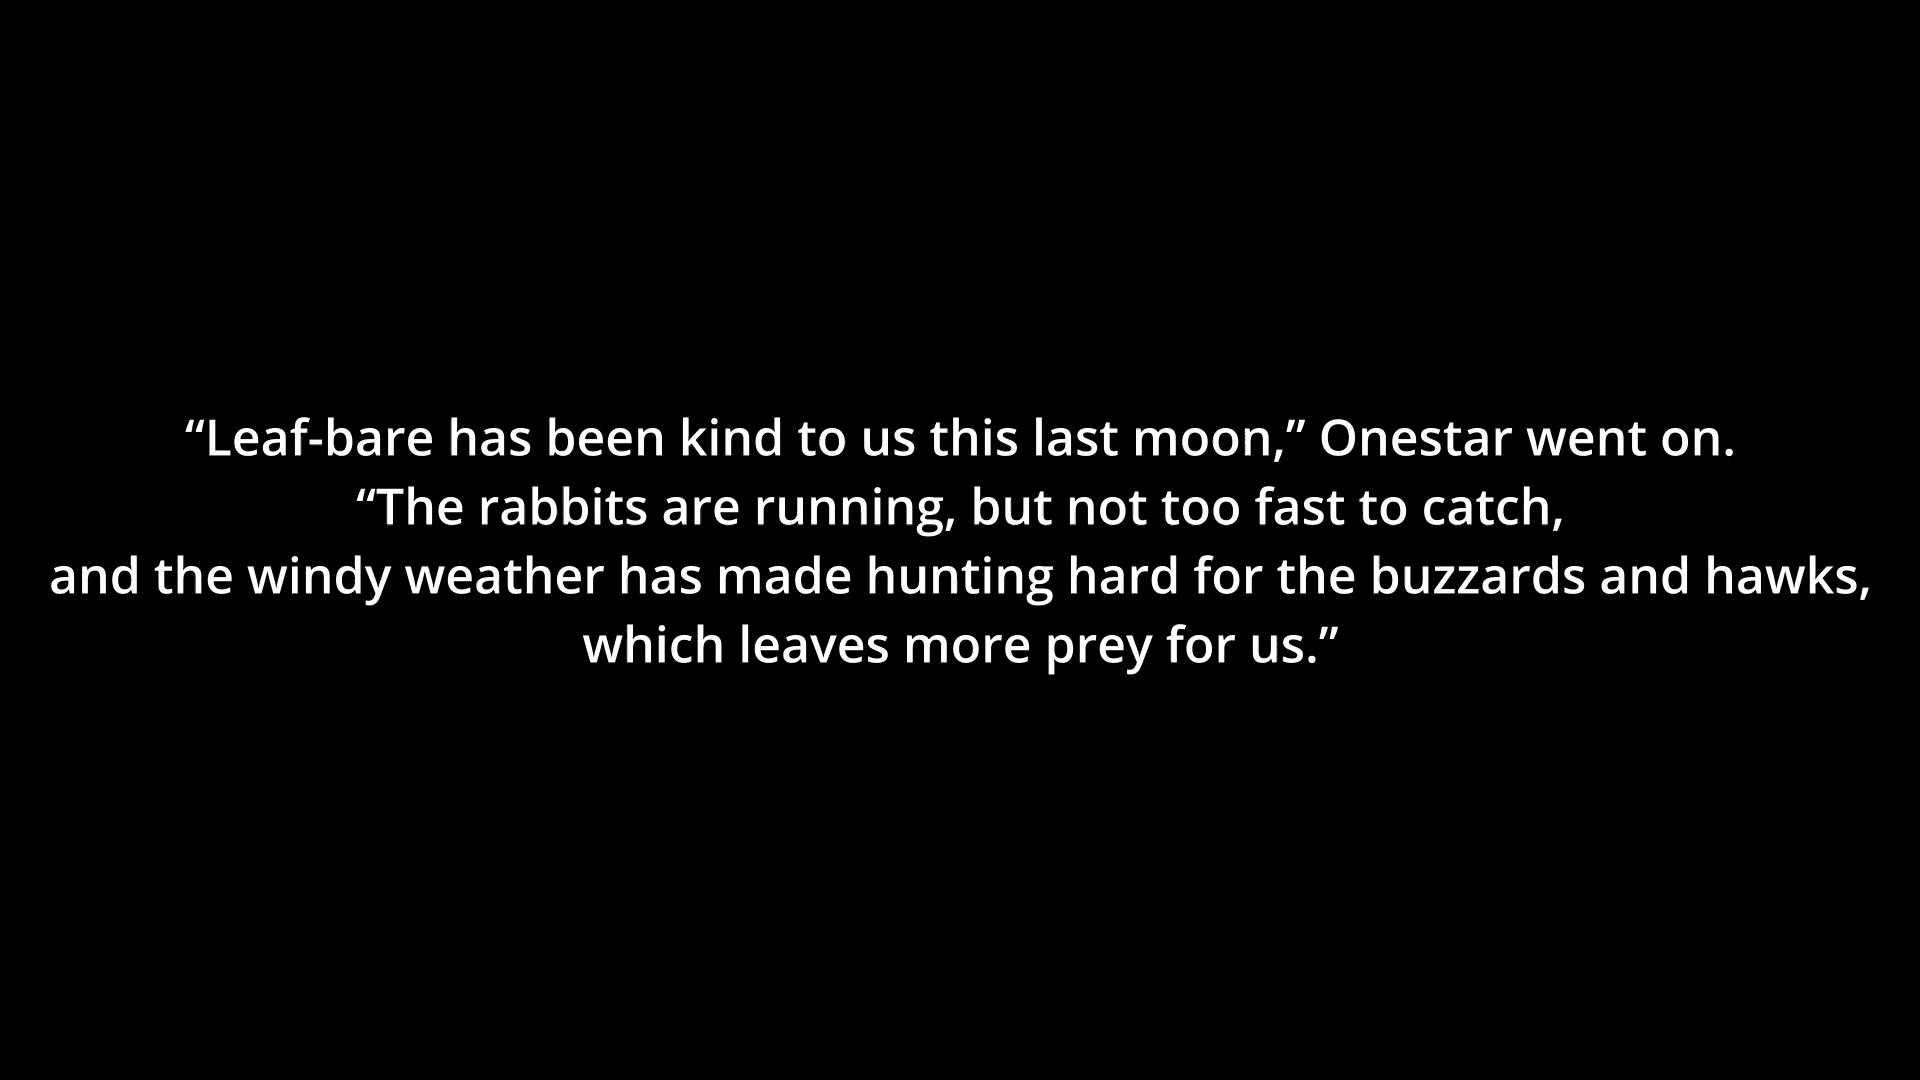 “Leaf-bare has been kind to us this last moon,” Onestar went on.
“The rabbits are running, but not too fast to catch,
and the windy weather has made hunting hard for the buzzards and hawks,
which leaves more prey for us.”